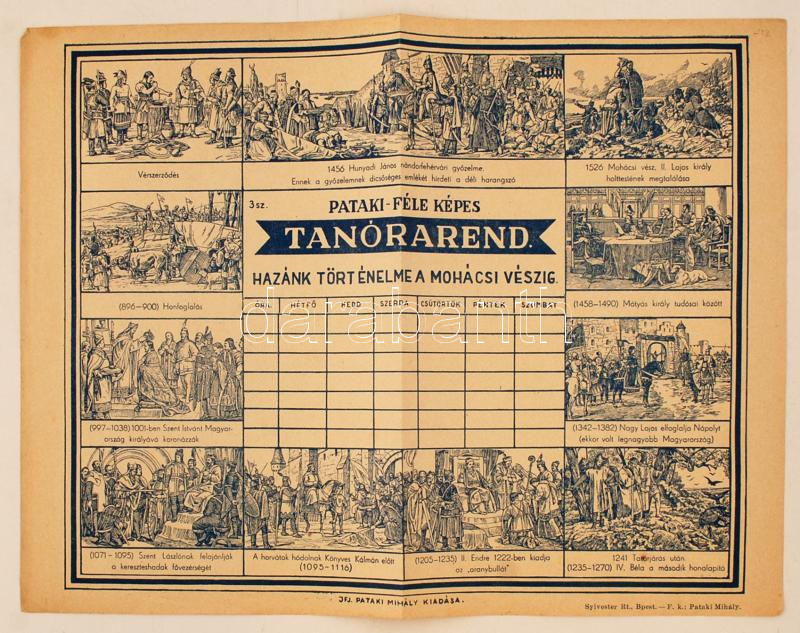 Vérszerződés
1456 Hunyadi János nándorfehérvári győzelme.
Ennek a győzelemnek dicsőséges emlékét hirdeti a déli harangszó
1526 Mohácsi vész, II. Lajos király
holttestének megtalálása
3 sz.
PATAKI-FÉLE KÉPES
TANÓRAREND.
HAZÁNK TÖRTÉNELME A MOHÁCSI VÉSZIG.
(896-900) Honfoglalás
(1458-1490) Mátyás király tudósai között
ÓRA HÉTFŐ KEDD SZERDA CSÜTÖRTÖK PÉNTEK SZOMBAT
darabanth
(997-1038) 1001-ben Szent Istvánt Magyar-
ország királyává koronázzák
(1342-1382) Nagy Lajos elfoglalja Nápolyt
(ekkor volt legnagyobb Magyarország)
(1071-1095) Szent Lászlónak felajánlják
a kereszteshadak fővezérségét
A horvátok hódolnak Könyves Kálmán előtt
(1095-1116)
(1205-1235) II. Endre 1222-ben kiadja
az „aranybullát"
1241 Tatárjárás után
(1235-1270) IV. Béla a második honalapító
IFJ. PATAKI MIHÁLY KIADÁSA.
Sylvester Rt., Bpest. — F. k.: Pataki Mihály.